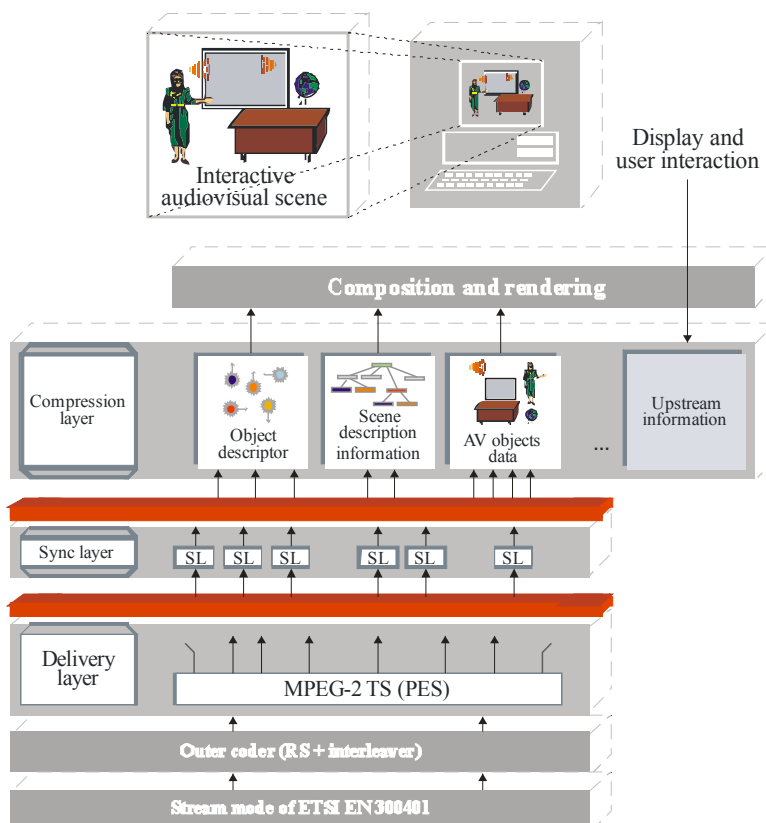 Interactive
audiovisual scene
Display and
user interaction
Composition and rendering
Compression
layer
Object
descriptor
Scene
description
information
AV objects
data
...
Upstream
information
Sync layer
SL SL SL SL SL SL
Delivery
layer
MPEG-2 TS (PES)
Outer coder (RS + interleaver)
Stream mode of ETSI EN 300401